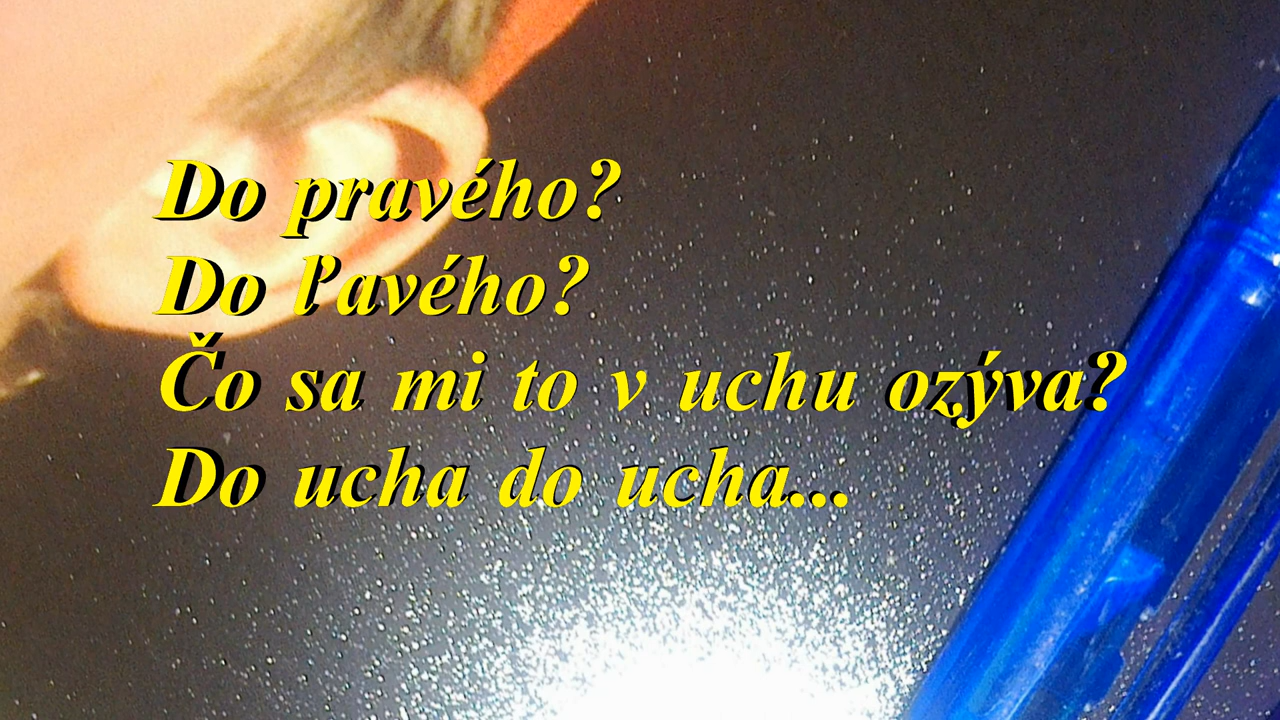 Do pravého?
Do ľavého?
Čo sa mi to v uchu ozýva?
Do ucha do ucha...